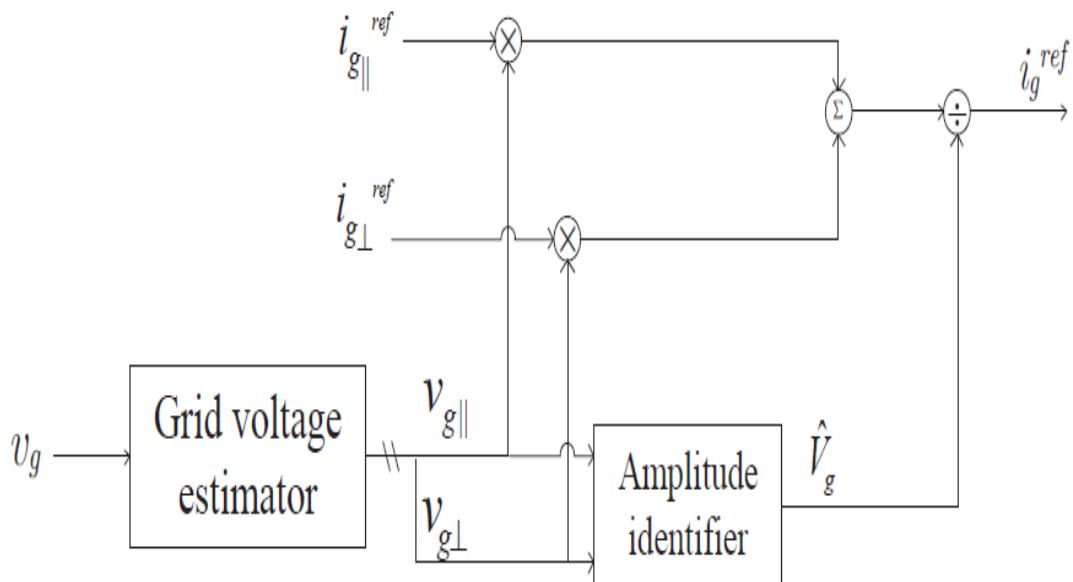 i_{g∥}^{ref}
i_g^{ref}
×
Σ
÷
i_{g⊥}^{ref}
×
v_g
Grid voltage
estimator
v_{g∥}
v_{g⊥}
Amplitude
identifier
V̂_g